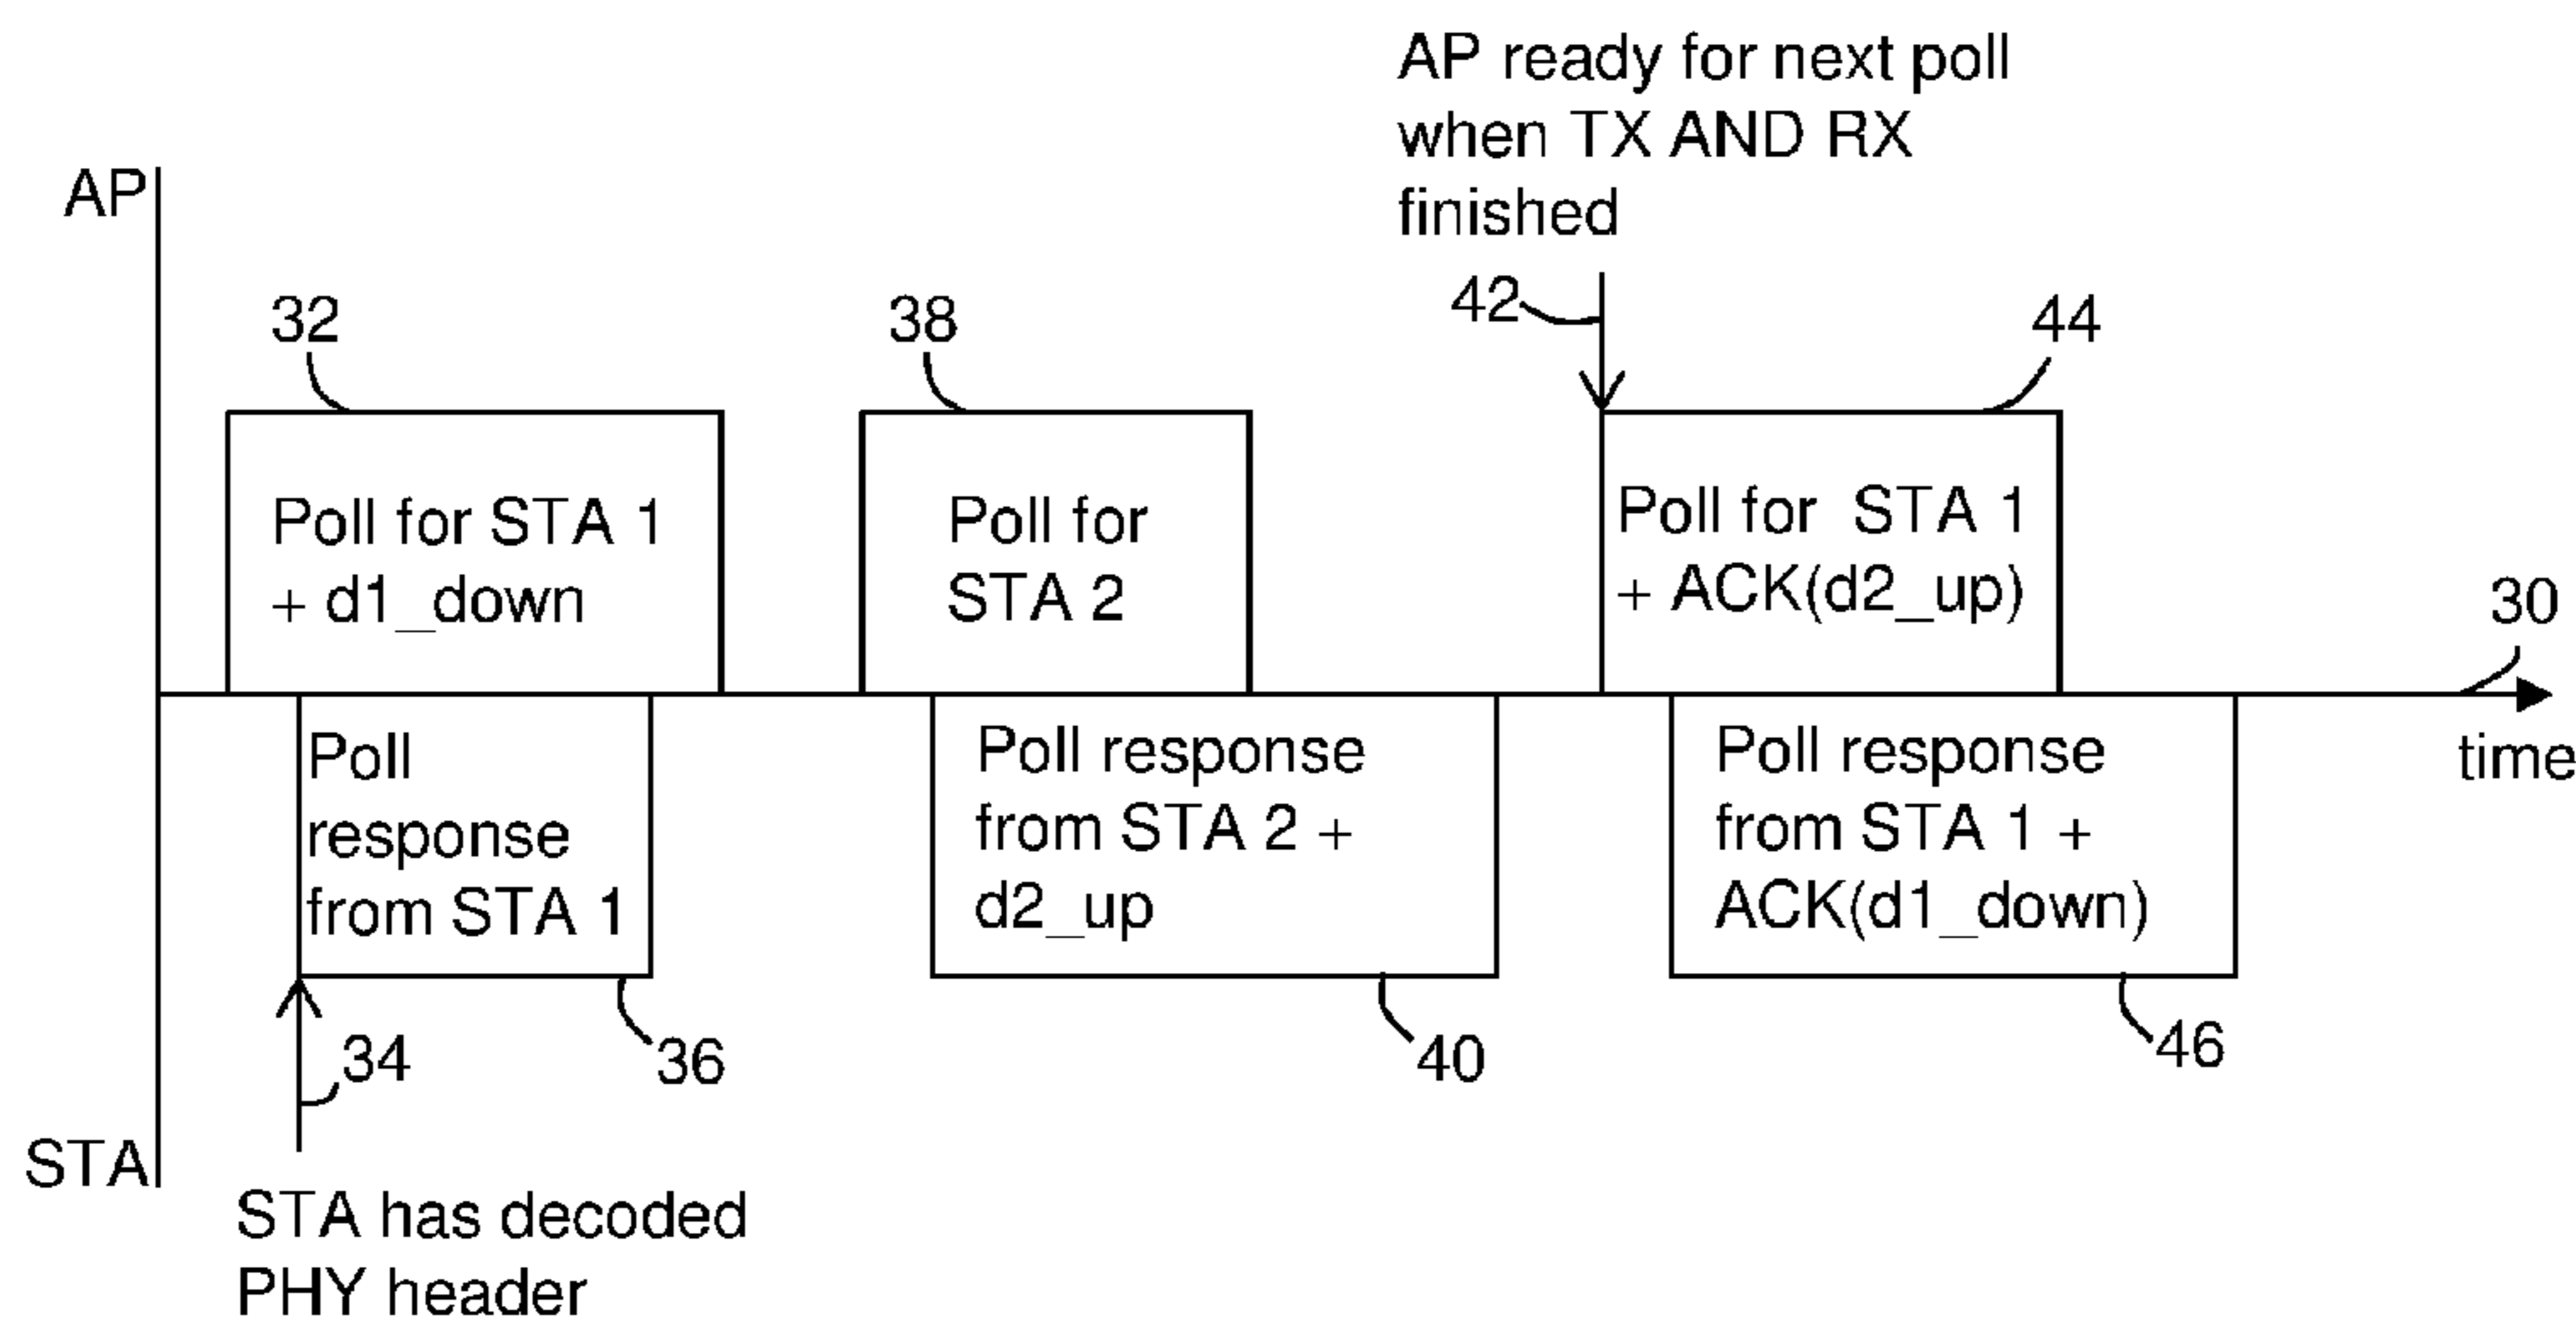 AP ready for next poll
when TX AND RX
finished
AP
42
32
38
44
Poll for STA 1
+ d1_down
Poll for
STA 2
Poll for STA 1
+ ACK(d2_up)
30
time
Poll
response
from STA 1
Poll response
from STA 2 +
d2_up
Poll response
from STA 1 +
ACK(d1_down)
34
36
40
46
STA
STA has decoded
PHY header